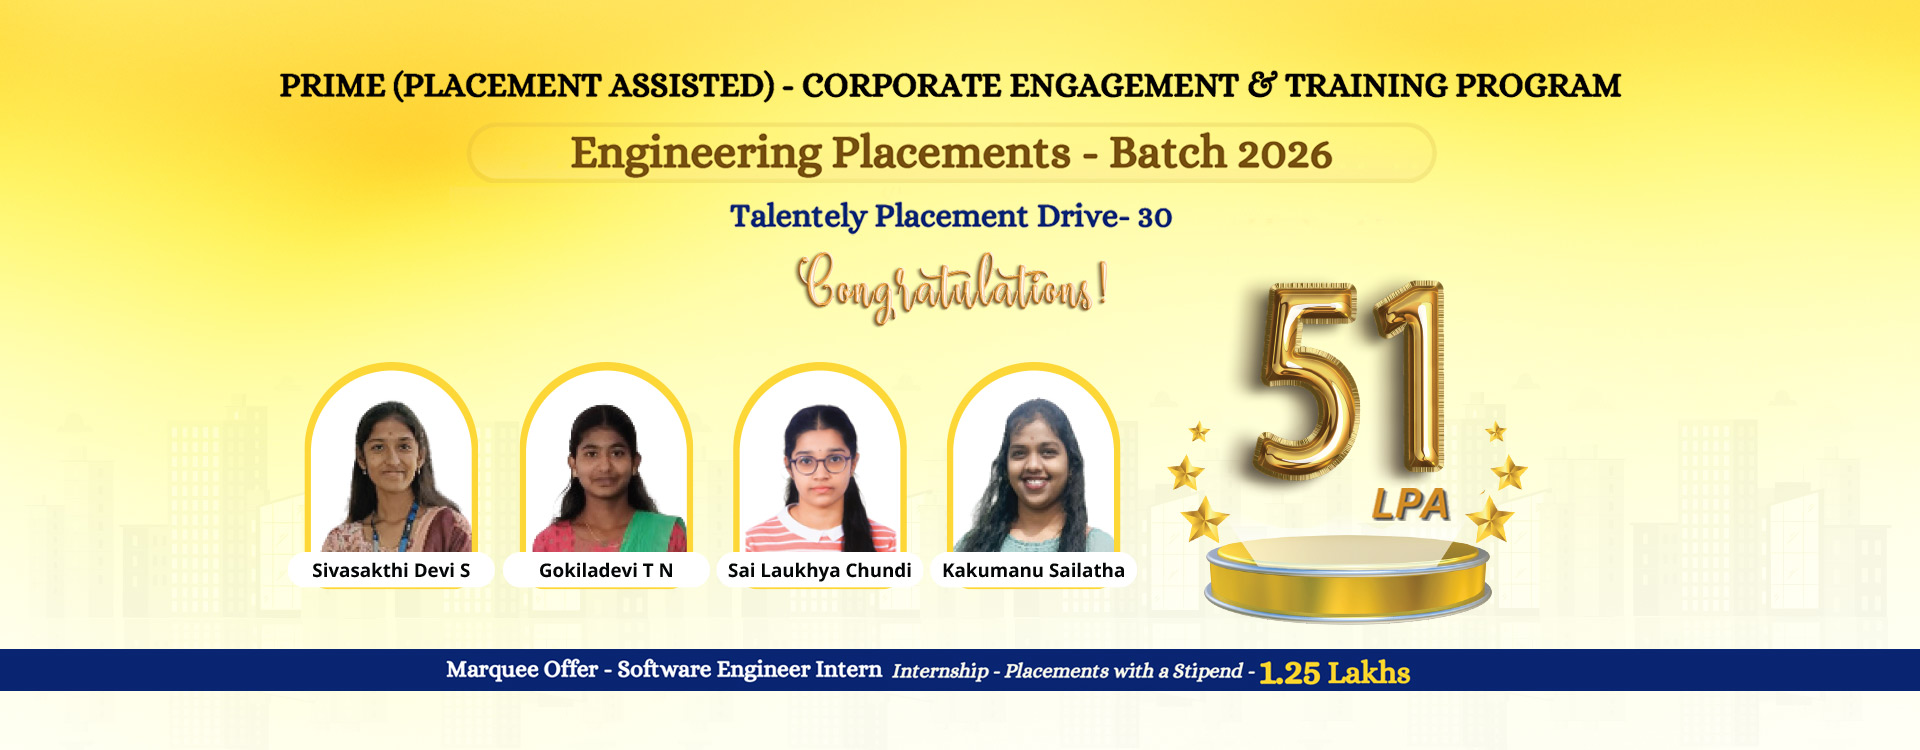 PRIME (PLACEMENT ASSISTED) - CORPORATE ENGAGEMENT & TRAINING PROGRAM
Engineering Placements - Batch 2026
Talentely Placement Drive- 30
Congratulations!
51
LPA
Sivasakthi Devi S
Gokiladevi T N
Sai Laukhya Chundi
Kakumanu Sailatha
Marquee Offer - Software Engineer Intern Internship - Placements with a Stipend - 1.25 Lakhs